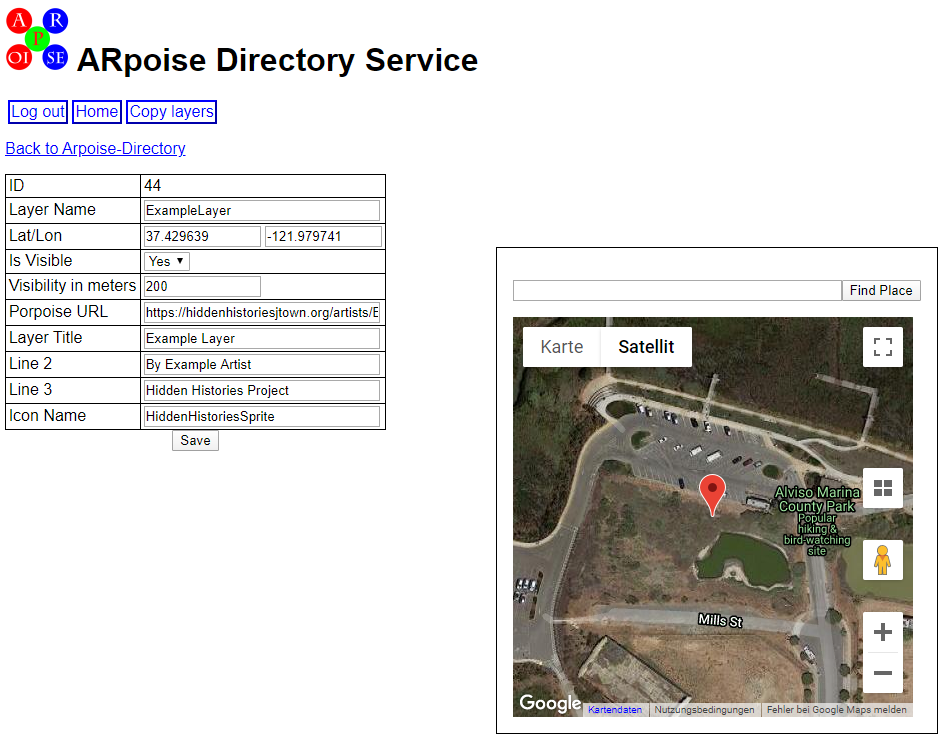 A R
P
OI SE
ARpoise Directory Service
Log out Home Copy layers
Back to Arpoise-Directory
ID 44
Layer Name ExampleLayer
Lat/Lon 37.429639 -121.979741
Is Visible Yes
Visibility in meters 200
Porpoise URL https://hiddenhistoriesjtown.org/artists/E
Layer Title Example Layer
Line 2 By Example Artist
Line 3 Hidden Histories Project
Icon Name HiddenHistoriesSprite
Save
Find Place
Karte Satellit
Alviso Marina
County Park
Popular
hiking &
bird-watching
site
Mills St
Google
Kartendaten Nutzungsbedingungen Fehler bei Google Maps melden